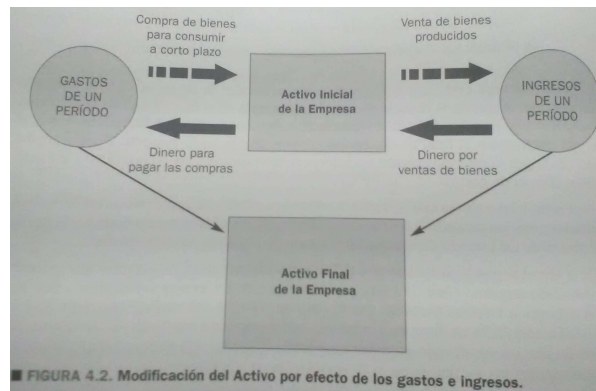 Compra de bienes
para consumir
a corto plazo
Venta de bienes
producidos
GASTOS
DE UN
PERÍODO
Activo Inicial
de la Empresa
INGRESOS
DE UN
PERÍODO
Dinero para
pagar las compras
Dinero por
ventas de bienes
Activo Final
de la Empresa
FIGURA 4.2. Modificación del Activo por efecto de los gastos e ingresos.